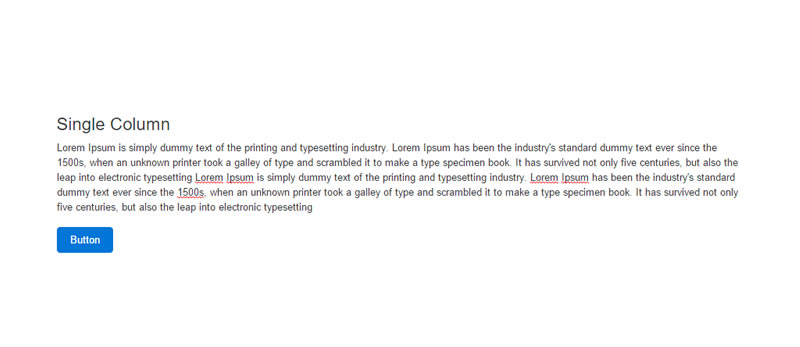 Single Column
Lorem Ipsum is simply dummy text of the printing and typesetting industry. Lorem Ipsum has been the industry's standard dummy text ever since the
1500s, when an unknown printer took a galley of type and scrambled it to make a type specimen book. It has survived not only five centuries, but also the
leap into electronic typesetting Lorem Ipsum is simply dummy text of the printing and typesetting industry. Lorem Ipsum has been the industry's standard
dummy text ever since the 1500s, when an unknown printer took a galley of type and scrambled it to make a type specimen book. It has survived not only
five centuries, but also the leap into electronic typesetting
Button